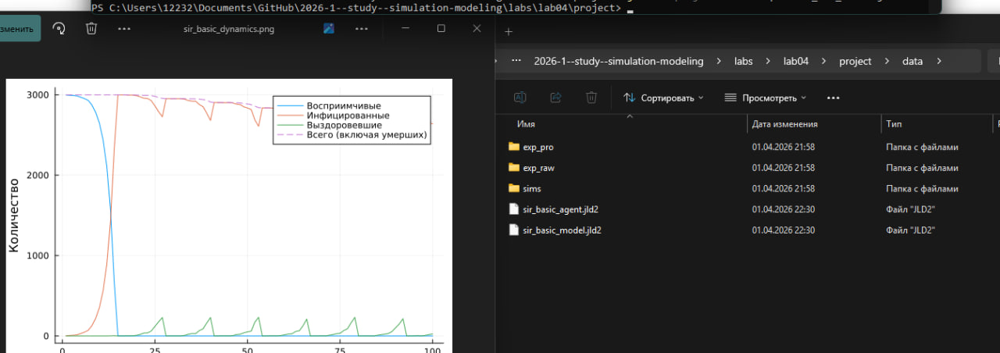 PS C:\Users\12232\Documents\GitHub\2026-1--study--simulation-modeling\labs\lab04\project>
зменить
sir_basic_dynamics.png
2026-1--study--simulation-modeling > labs > lab04 > project > data >
Сортировать
Просмотреть
Имя
Дата изменения
Тип
exp_pro 01.04.2026 21:58 Папка с файлами
exp_raw 01.04.2026 21:58 Папка с файлами
sims 01.04.2026 21:58 Папка с файлами
sir_basic_agent.jld2 01.04.2026 22:30 Файл "JLD2"
sir_basic_model.jld2 01.04.2026 22:30 Файл "JLD2"
Количество
3000
2000
1000
0
Восприимчивые
Инфицированные
Выздоровевшие
Всего (включая умерших)
0 25 50 75 100